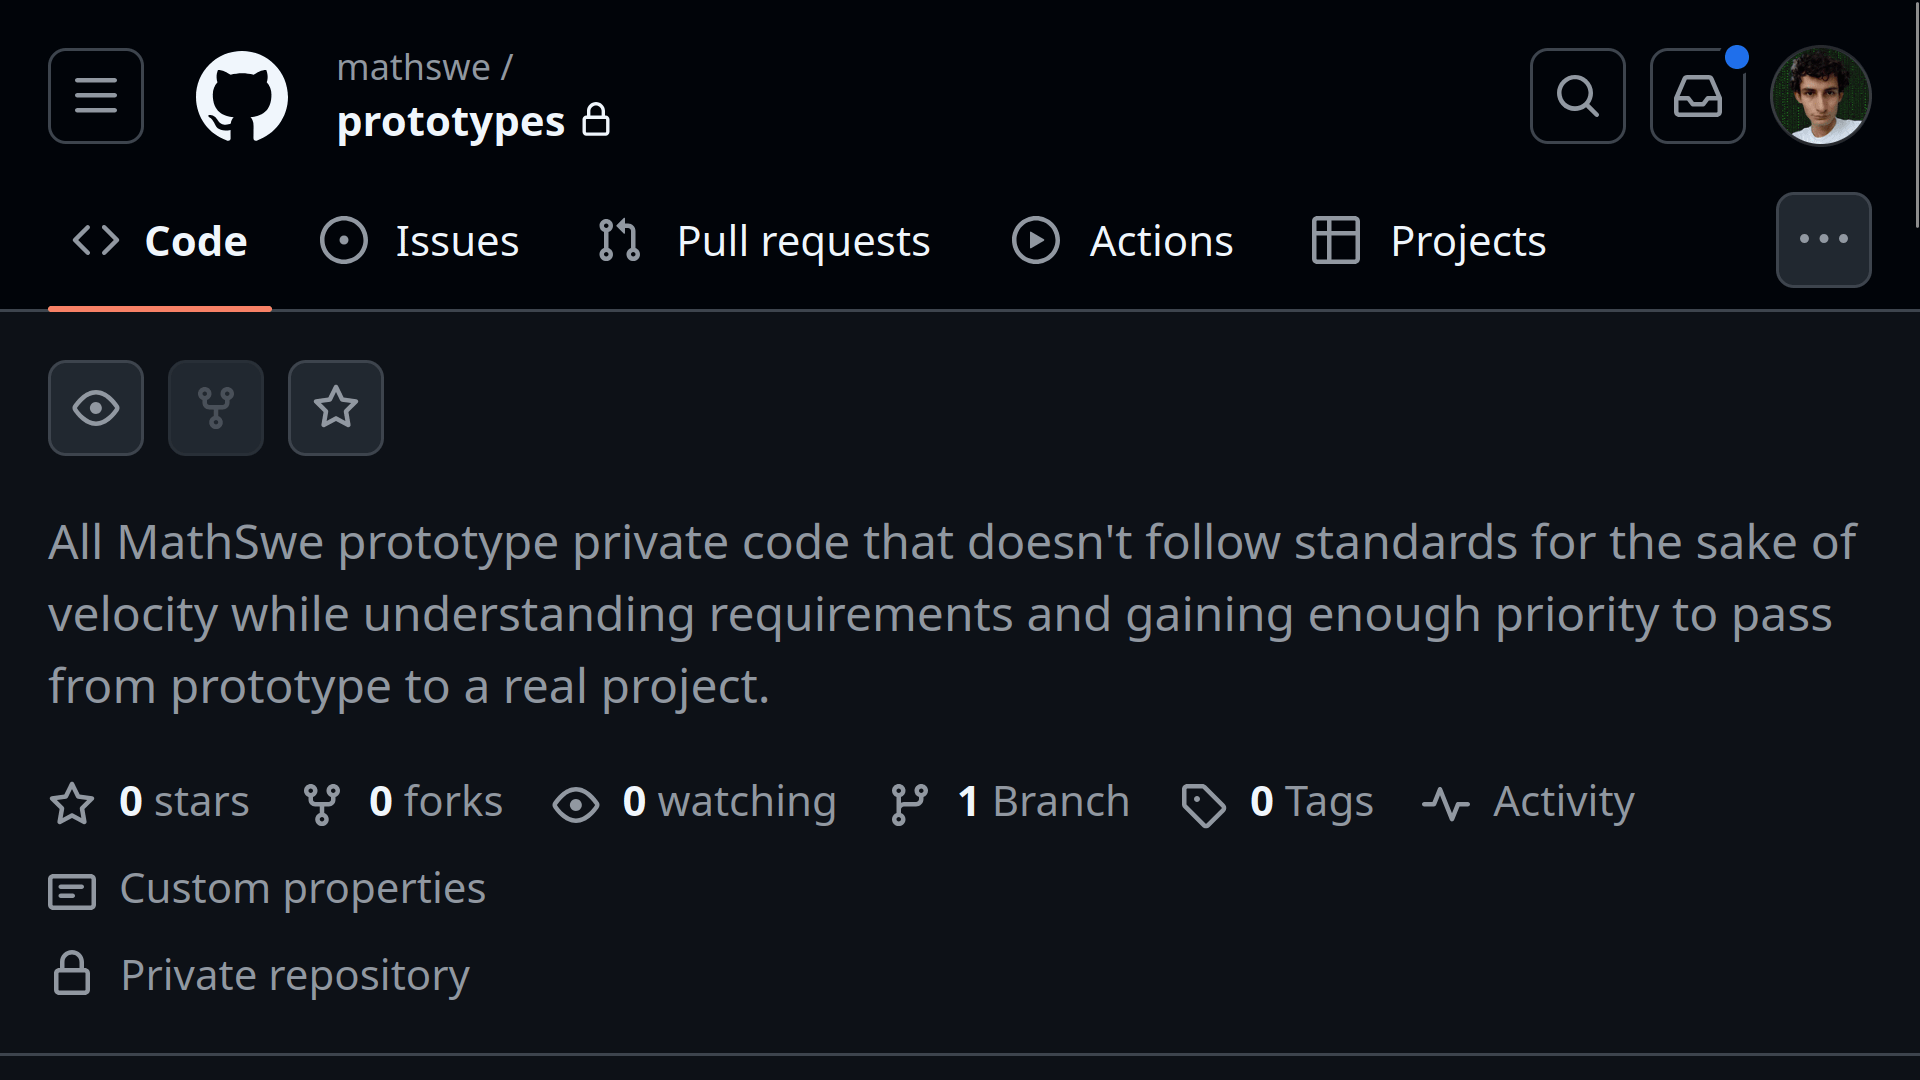 mathswe /
prototypes
Code Issues Pull requests Actions Projects
All MathSwe prototype private code that doesn't follow standards for the sake of
velocity while understanding requirements and gaining enough priority to pass
from prototype to a real project.
0 stars 0 forks 0 watching 1 Branch 0 Tags Activity
Custom properties
Private repository